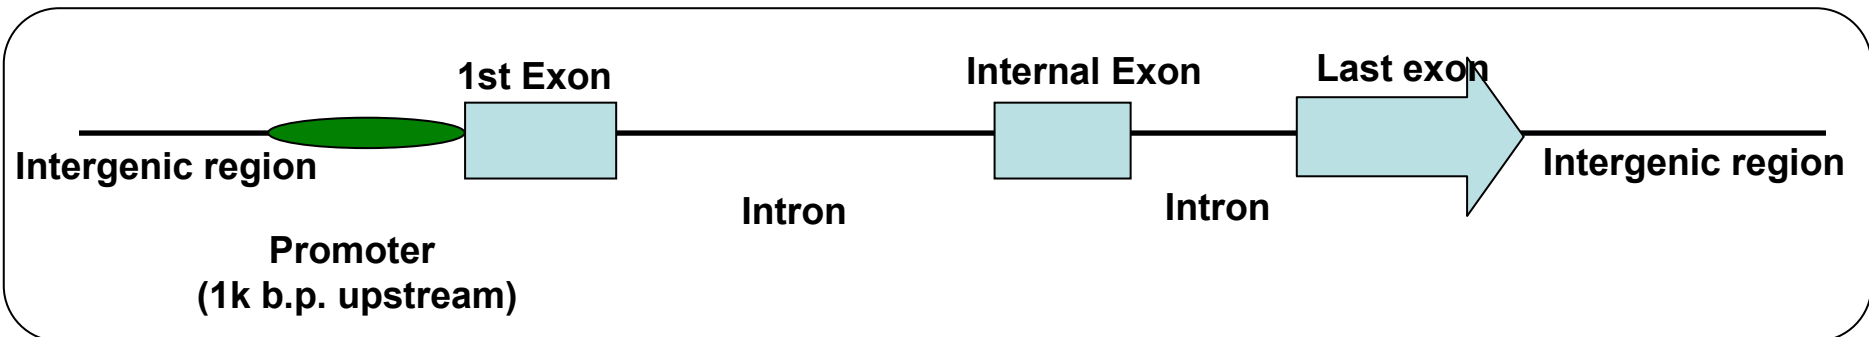 1st Exon
Internal Exon
Last exon
Intergenic region
Intergenic region
Intron
Intron
Promoter
(1k b.p. upstream)